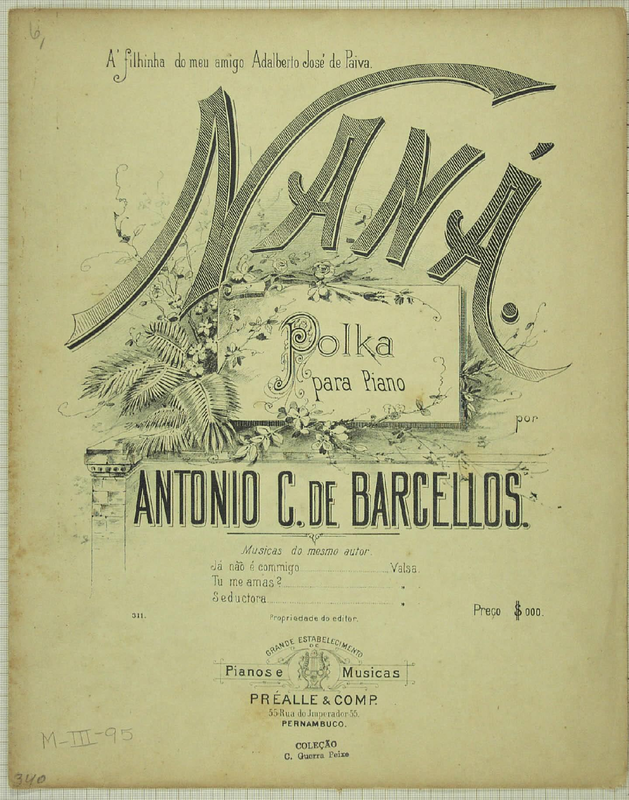 6,
A' filhinha do meu amigo Adalberto José de Paiva.
NANÁ.
Polka
para Piano
por
ANTONIO C. DE BARCELLOS.
Musicas do mesmo autor.
Já não é commigo Valsa.
Tu me amas? "
Seductora "
311.
Propriedade do editor.
Preço $ 000.
GRANDE ESTABELECIMENTO
DE
Pianos e Musicas
PRÉALLE & COMP.
55-Rua do Imperador-55.
PERNAMBUCO.
COLEÇÃO
C. Guerra Peixe
M-III-95
340